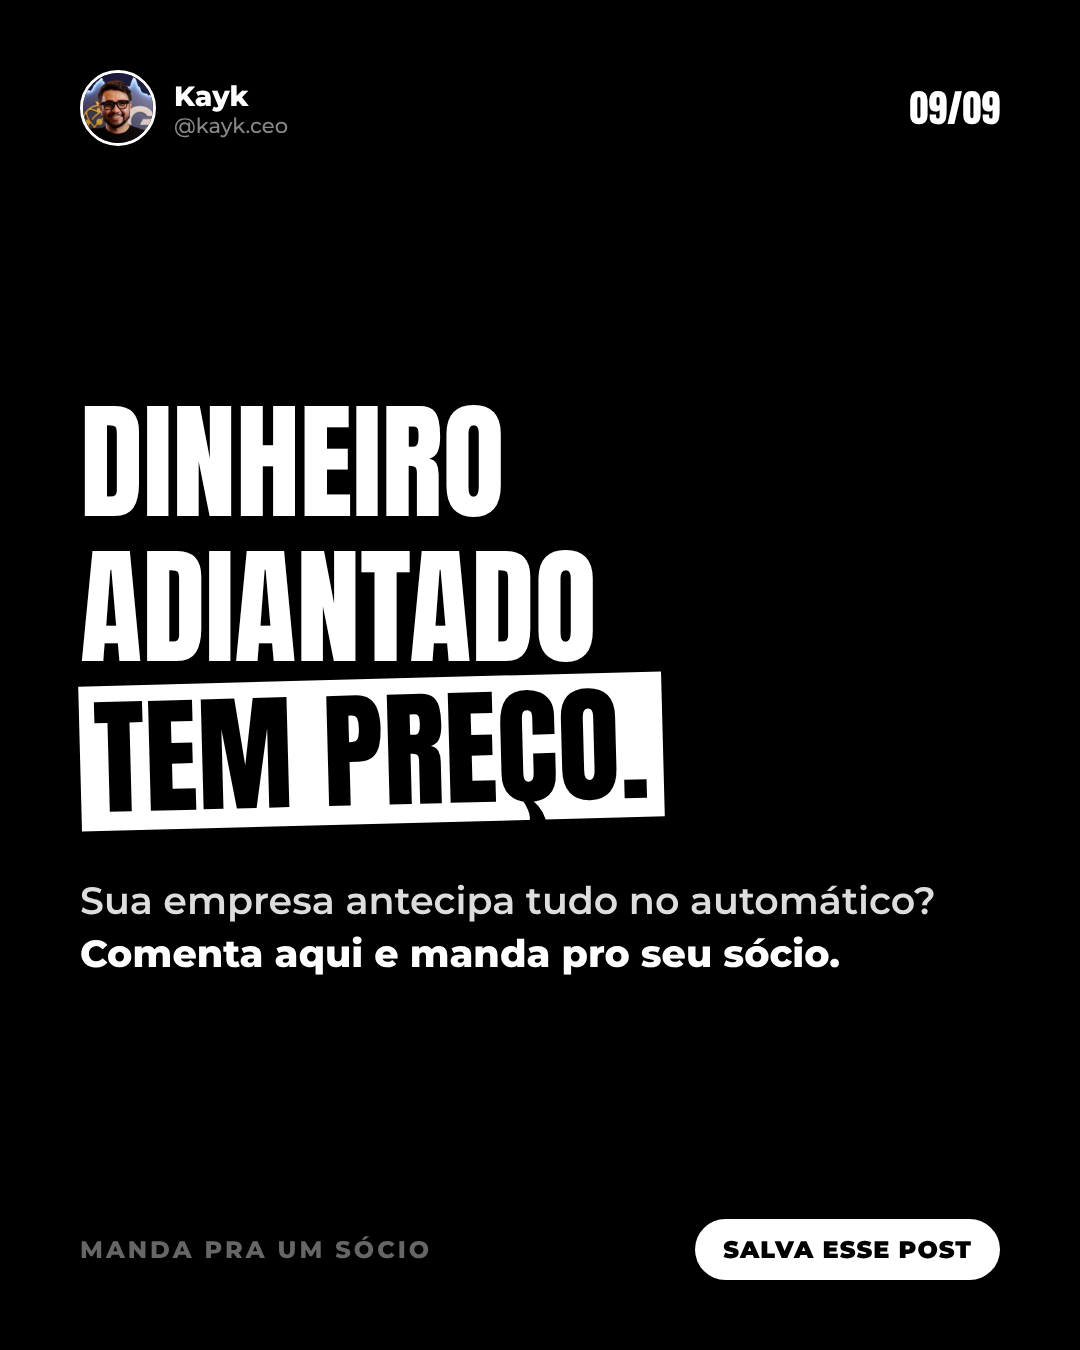 Kayk
@kayk.ceo
09/09
DINHEIRO
ADIANTADO
TEM PREÇO.
Sua empresa antecipa tudo no automático?
Comenta aqui e manda pro seu sócio.
MANDA PRA UM SÓCIO
SALVA ESSE POST